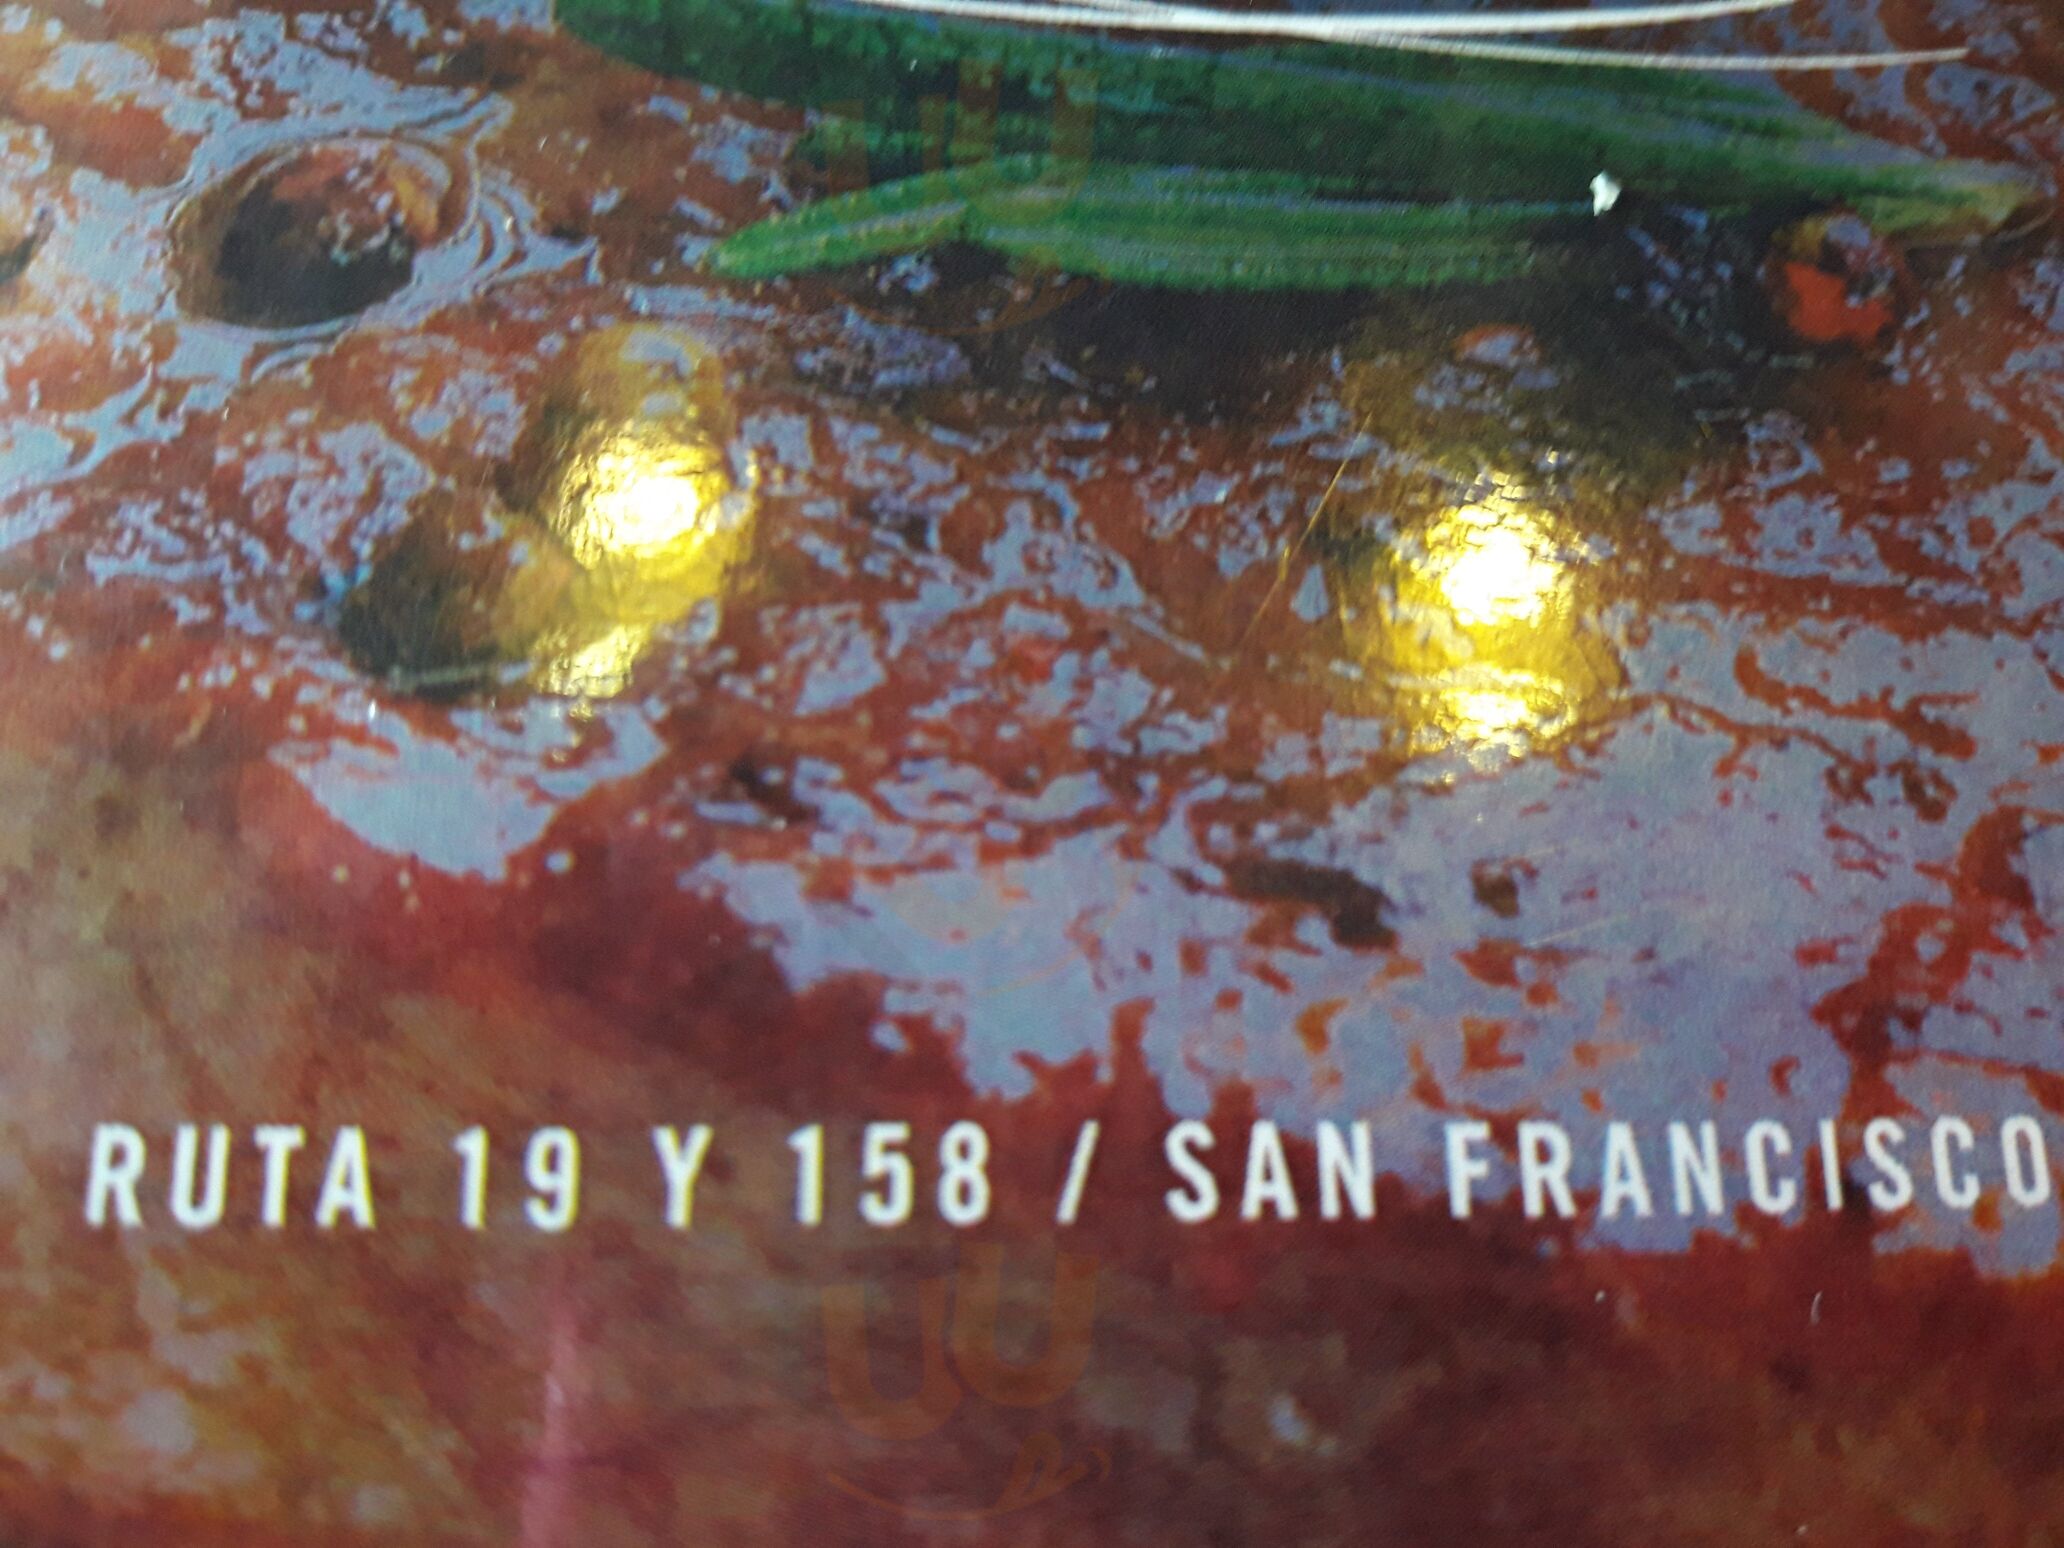 RUTA 19 Y 158 / SAN FRANCISCO